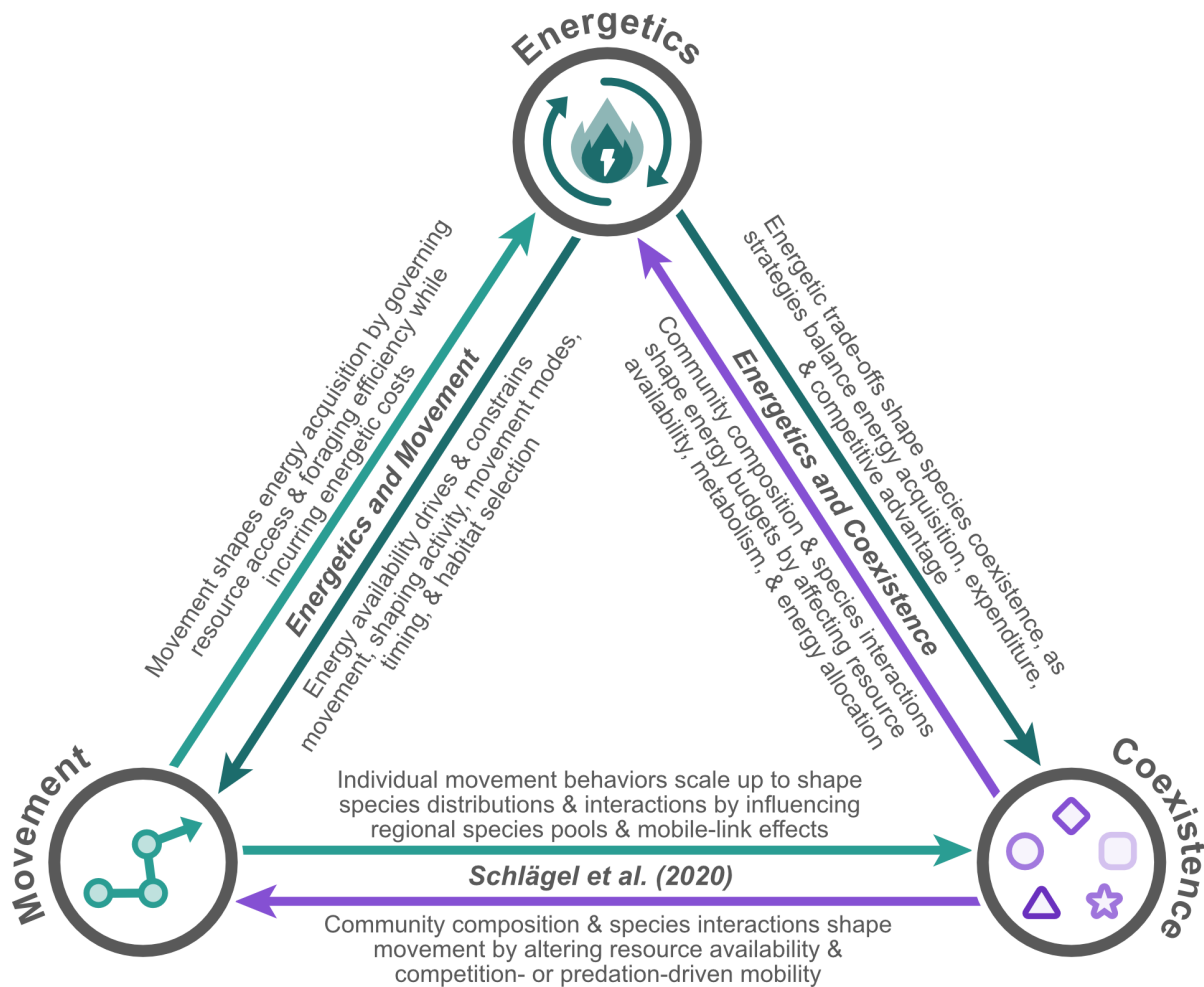 Energetics
Movement shapes energy acquisition by governing
resource access & foraging efficiency while
incurring energetic costs
Energetics and Movement
Energy availability drives & constrains
movement, shaping activity, movement modes,
timing, & habitat selection
Energetic trade-offs shape species coexistence, as
strategies balance energy acquisition, expenditure,
& competitive advantage
Energetics and Coexistence
Community composition & species interactions
shape energy budgets by affecting resource
availability, metabolism, & energy allocation
Movement
Coexistence
Individual movement behaviors scale up to shape
species distributions & interactions by influencing
regional species pools & mobile-link effects
Schlägel et al. (2020)
Community composition & species interactions shape
movement by altering resource availability &
competition- or predation-driven mobility